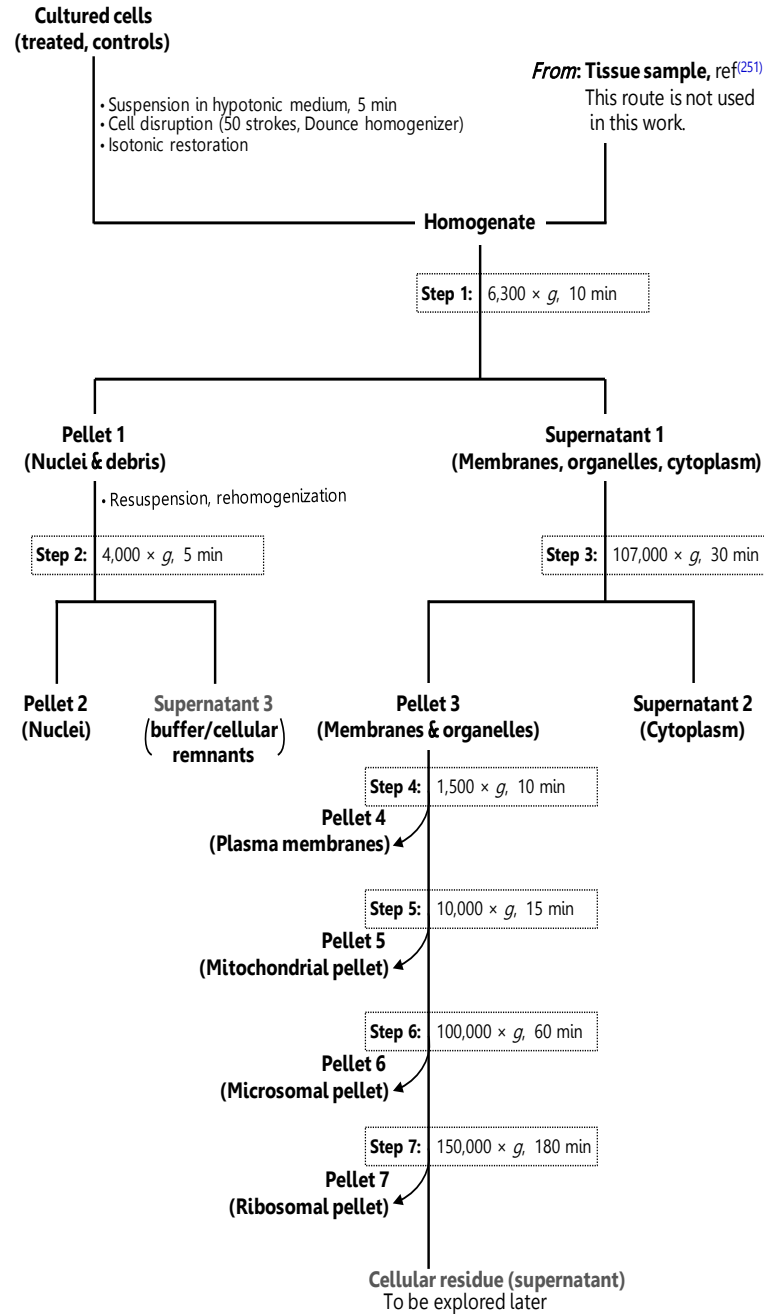 Cultured cells
(treated, controls)
From: Tissue sample, ref(251)
This route is not used
in this work.
• Suspension in hypotonic medium, 5 min
• Cell disruption (50 strokes, Dounce homogenizer)
• Isotonic restoration
Homogenate
Step 1: 6,300 × g, 10 min
Pellet 1
(Nuclei & debris)
Supernatant 1
(Membranes, organelles, cytoplasm)
• Resuspension, rehomogenization
Step 2: 4,000 × g, 5 min
Step 3: 107,000 × g, 30 min
Pellet 2
(Nuclei)
Supernatant 3
(buffer/cellular
remnants)
Pellet 3
(Membranes & organelles)
Supernatant 2
(Cytoplasm)
Step 4: 1,500 × g, 10 min
Pellet 4
(Plasma membranes)
Step 5: 10,000 × g, 15 min
Pellet 5
(Mitochondrial pellet)
Step 6: 100,000 × g, 60 min
Pellet 6
(Microsomal pellet)
Step 7: 150,000 × g, 180 min
Pellet 7
(Ribosomal pellet)
Cellular residue (supernatant)
To be explored later